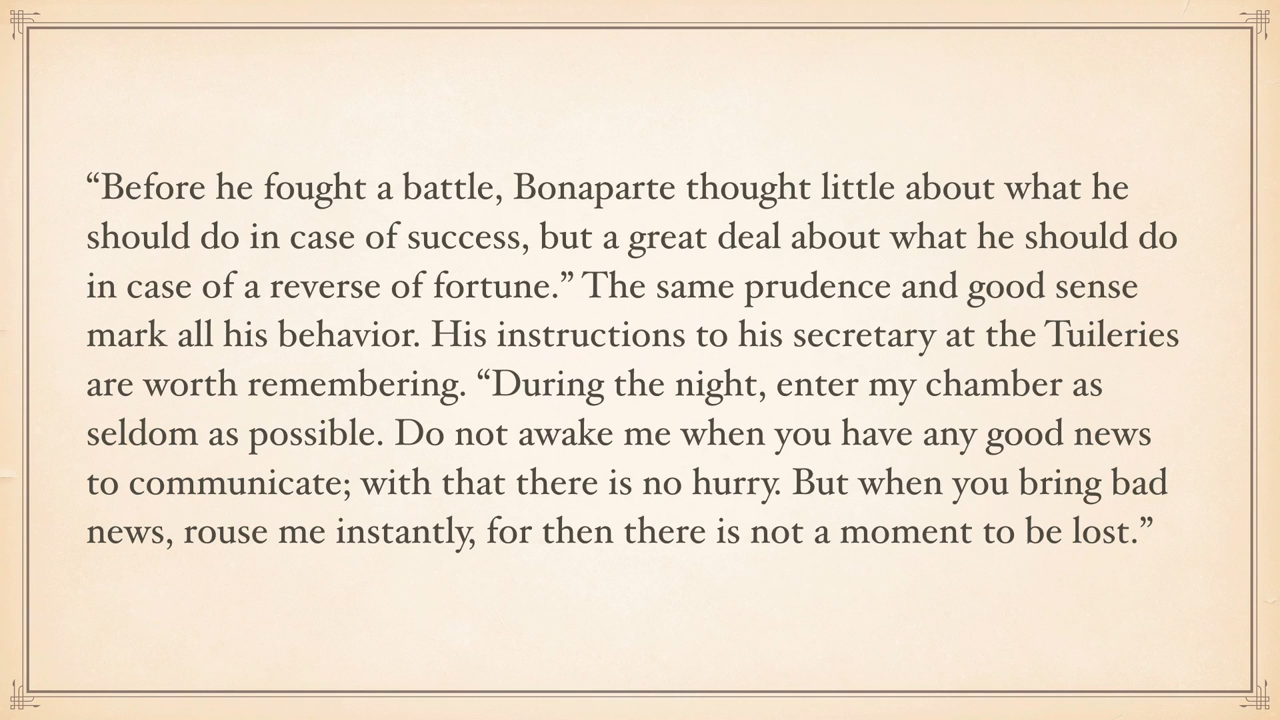 “Before he fought a battle, Bonaparte thought little about what he
should do in case of success, but a great deal about what he should do
in case of a reverse of fortune.” The same prudence and good sense
mark all his behavior. His instructions to his secretary at the Tuileries
are worth remembering. “During the night, enter my chamber as
seldom as possible. Do not awake me when you have any good news
to communicate; with that there is no hurry. But when you bring bad
news, rouse me instantly, for then there is not a moment to be lost.”